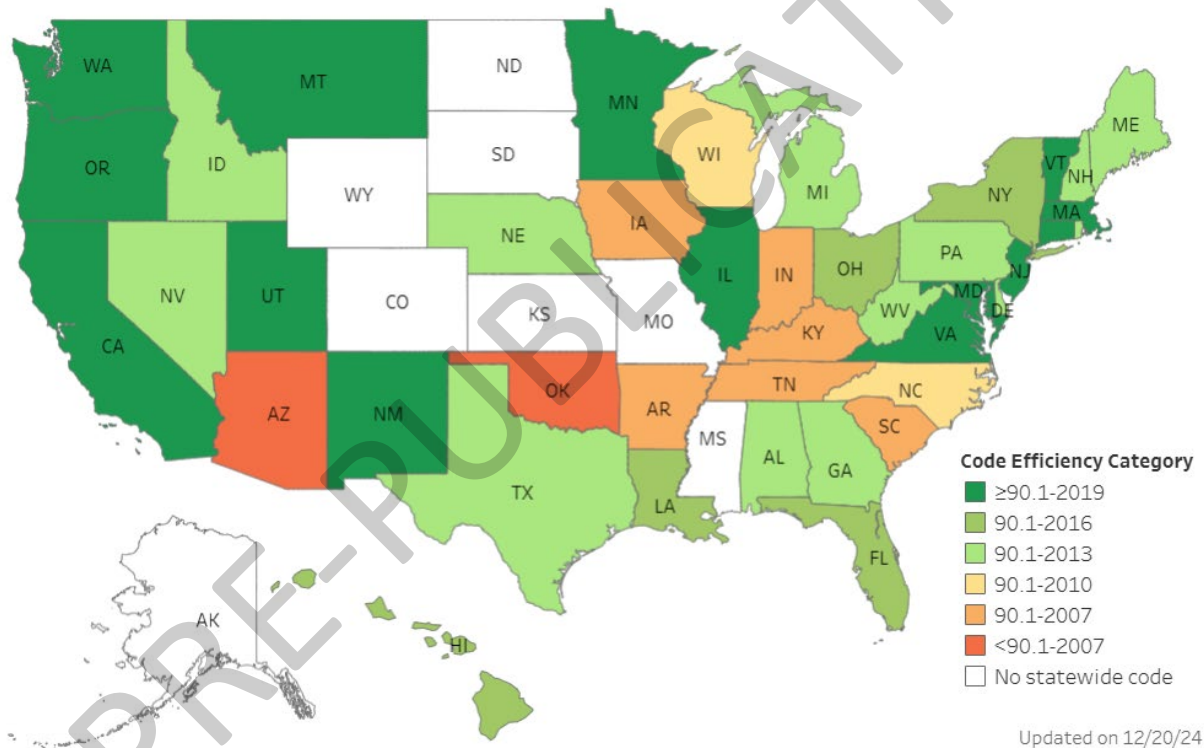 WA
MT
ND
MN
OR
ID
SD
WI
MI
ME
VT
NH
NY
MA
WY
NE
IA
PA
NJ
NV
UT
CO
KS
MO
IL
IN
OH
WV
MD
DE
VA
CA
KY
AZ
NM
OK
AR
TN
NC
SC
MS
AL
GA
TX
LA
FL
AK
HI
Code Efficiency Category
≥90.1-2019
90.1-2016
90.1-2013
90.1-2010
90.1-2007
<90.1-2007
No statewide code
Updated on 12/20/24
PRE-PUBLICAT